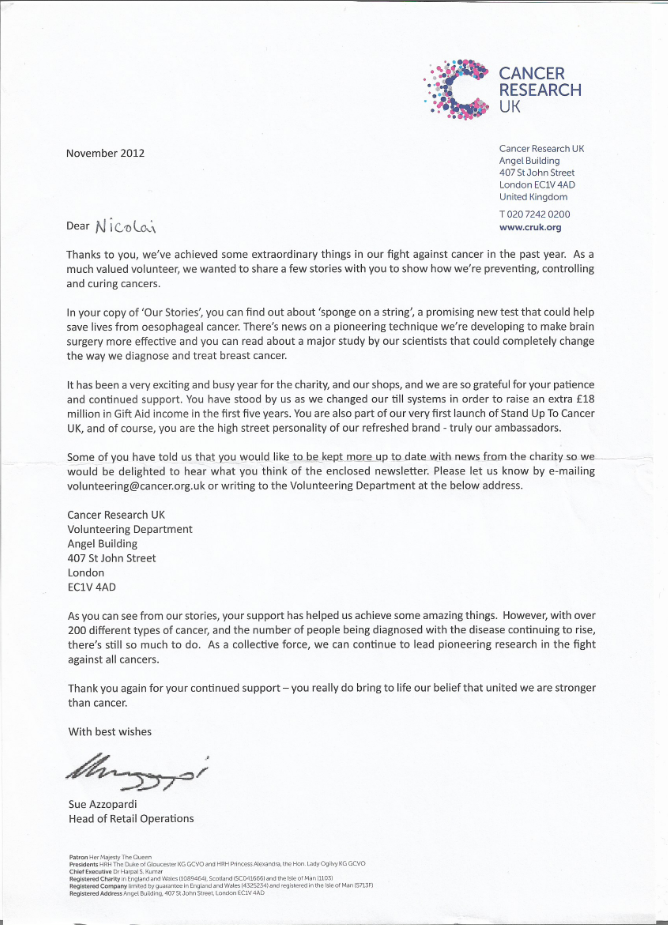 CANCER
RESEARCH
UK
November 2012
Cancer Research UK
Angel Building
407 St John Street
London EC1V 4AD
United Kingdom
T 020 7242 0200
www.cruk.org
Dear Nicolai
Thanks to you, we've achieved some extraordinary things in our fight against cancer in the past year. As a
much valued volunteer, we wanted to share a few stories with you to show how we're preventing, controlling
and curing cancers.
In your copy of 'Our Stories', you can find out about 'sponge on a string', a promising new test that could help
save lives from oesophageal cancer. There's news on a pioneering technique we're developing to make brain
surgery more effective and you can read about a major study by our scientists that could completely change
the way we diagnose and treat breast cancer.
It has been a very exciting and busy year for the charity, and our shops, and we are so grateful for your patience
and continued support. You have stood by us as we changed our till systems in order to raise an extra £18
million in Gift Aid income in the first five years. You are also part of our very first launch of Stand Up To Cancer
UK, and of course, you are the high street personality of our refreshed brand - truly our ambassadors.
Some of you have told us that you would like to be kept more up to date with news from the charity so we
would be delighted to hear what you think of the enclosed newsletter. Please let us know by e-mailing
volunteering@cancer.org.uk or writing to the Volunteering Department at the below address.
Cancer Research UK
Volunteering Department
Angel Building
407 St John Street
London
EC1V 4AD
As you can see from our stories, your support has helped us achieve some amazing things. However, with over
200 different types of cancer, and the number of people being diagnosed with the disease continuing to rise,
there's still so much to do. As a collective force, we can continue to lead pioneering research in the fight
against all cancers.
Thank you again for your continued support – you really do bring to life our belief that united we are stronger
than cancer.
With best wishes
Sue Azzopardi
Head of Retail Operations
Patron Her Majesty The Queen
Presidents HRH The Duke of Gloucester KG GCVO and HRH Princess Alexandra, the Hon. Lady Ogilvy KG GCVO
Chief Executive Dr Harpal S. Kumar
Registered Charity in England and Wales (1089464), Scotland (SC041666) and the Isle of Man (1103)
Registered Company limited by guarantee in England and Wales (4325234) and registered in the Isle of Man (5713F)
Registered Address Angel Building, 407 St John Street, London EC1V 4AD